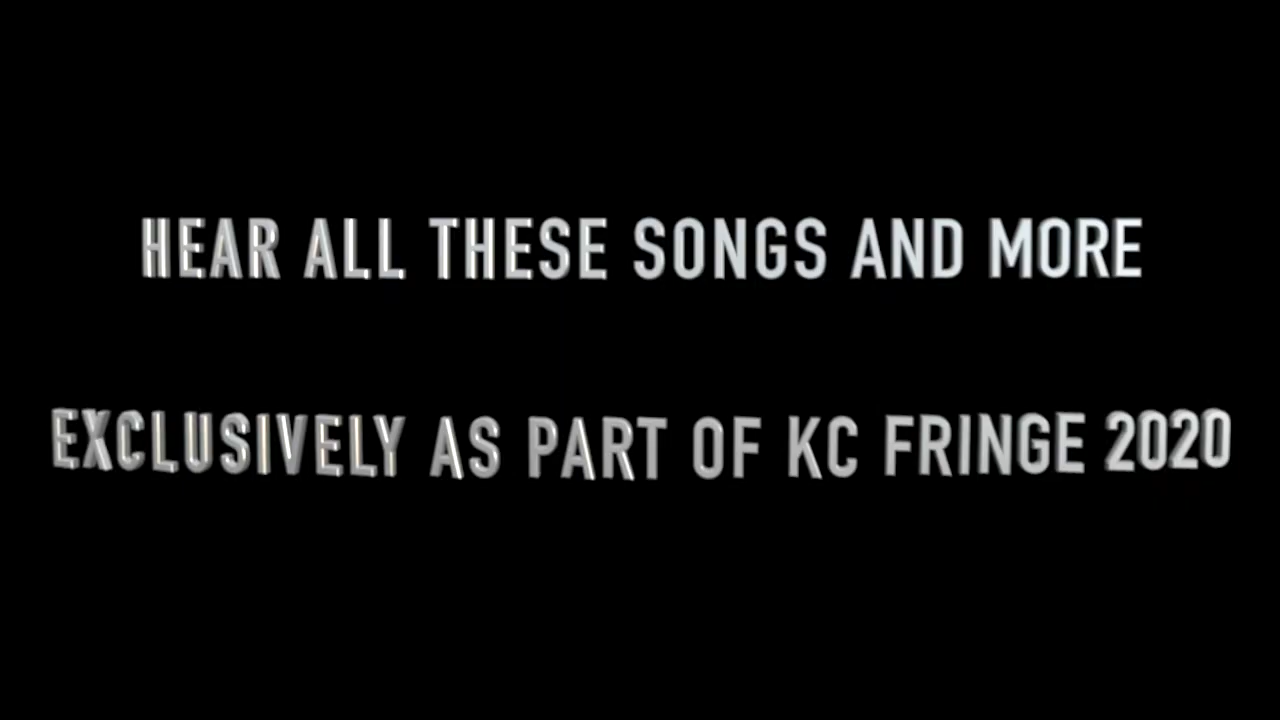 HEAR ALL THESE SONGS AND MORE
EXCLUSIVELY AS PART OF KC FRINGE 2020